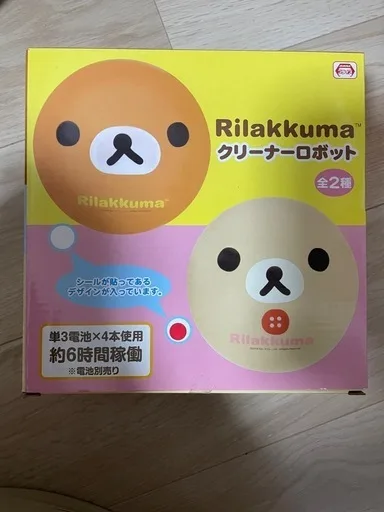 Rilakkuma™
クリーナーロボット
全2種
Rilakkuma
シールが貼ってある
デザインが入っています。
単3電池×4本使用
約6時間稼働
※電池別売り
Rilakkuma